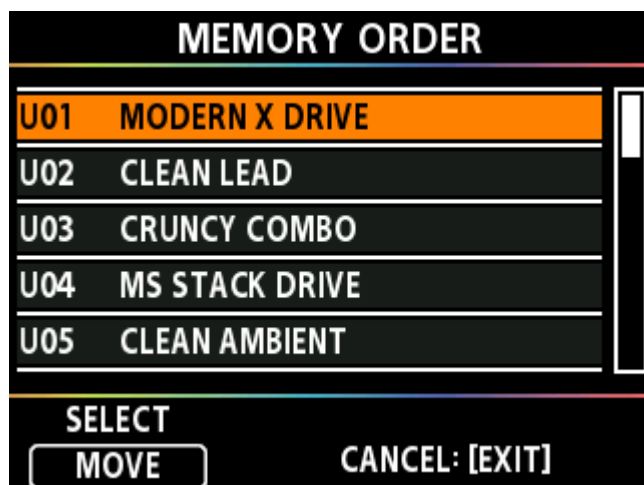 MEMORY ORDER
U01 MODERN X DRIVE
U02 CLEAN LEAD
U03 CRUNCY COMBO
U04 MS STACK DRIVE
U05 CLEAN AMBIENT
SELECT
MOVE CANCEL: [EXIT]